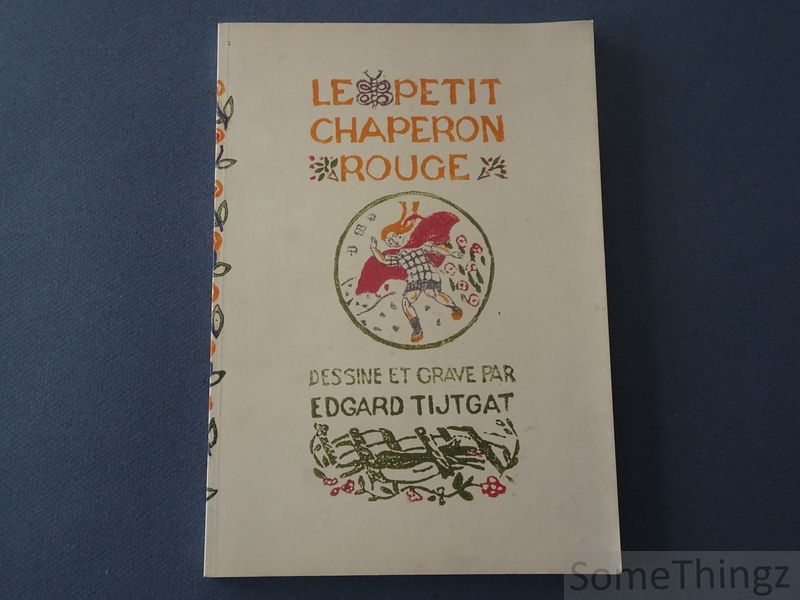 LE PETIT
CHAPERON
ROUGE
DESSINE ET GRAVE PAR
EDGARD TIJTGAT
SomeThingz